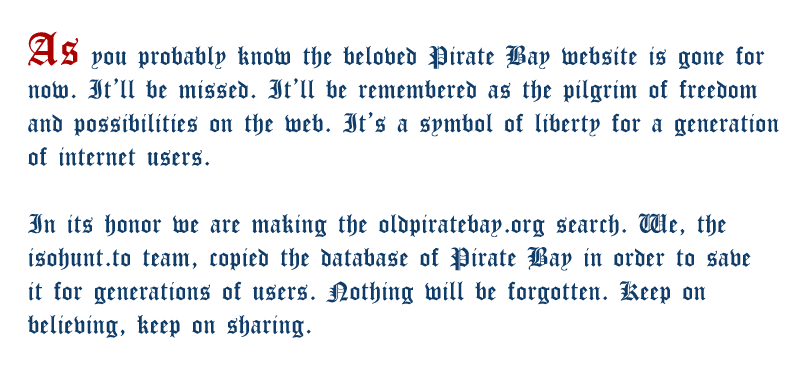 As you probably know the beloved Pirate Bay website is gone for
now. It'll be missed. It'll be remembered as the pilgrim of freedom
and possibilities on the web. It's a symbol of liberty for a generation
of internet users.
In its honor we are making the oldpiratebay.org search. We, the
isohunt.to team, copied the database of Pirate Bay in order to save
it for generations of users. Nothing will be forgotten. Keep on
believing, keep on sharing.